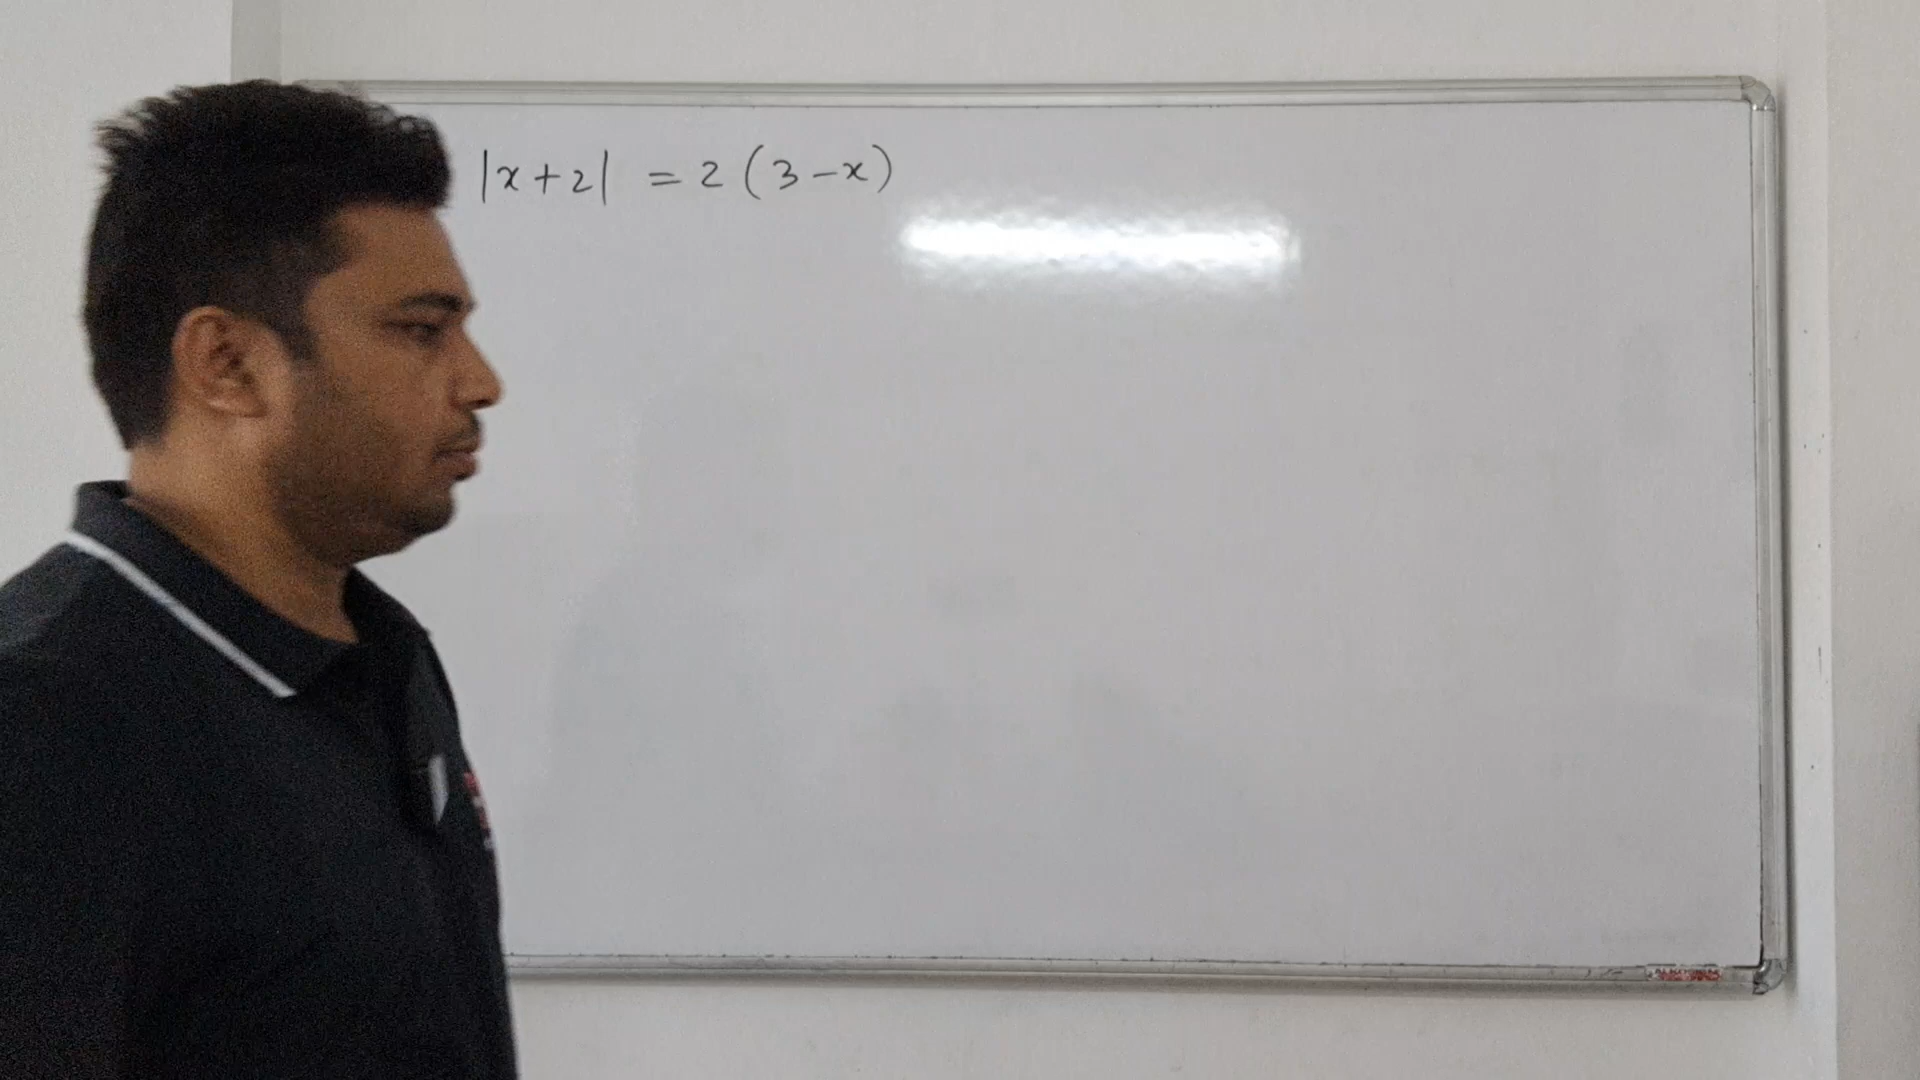 |x+2| = 2(3-x)